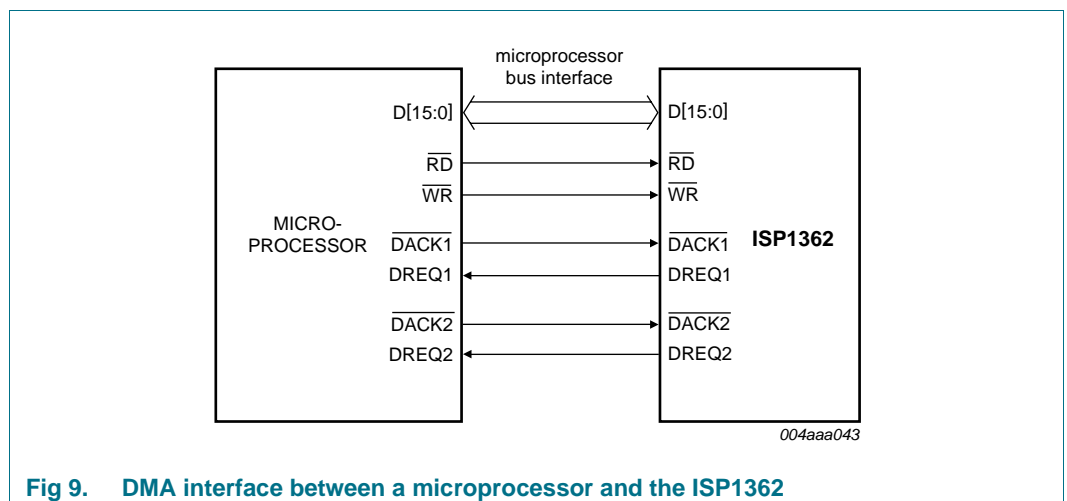 microprocessor
bus interface
D[15:0]
D[15:0]
RD
RD
WR
WR
MICRO-
PROCESSOR
ISP1362
DACK1
DACK1
DREQ1
DREQ1
DACK2
DACK2
DREQ2
DREQ2
004aaa043
Fig 9. DMA interface between a microprocessor and the ISP1362